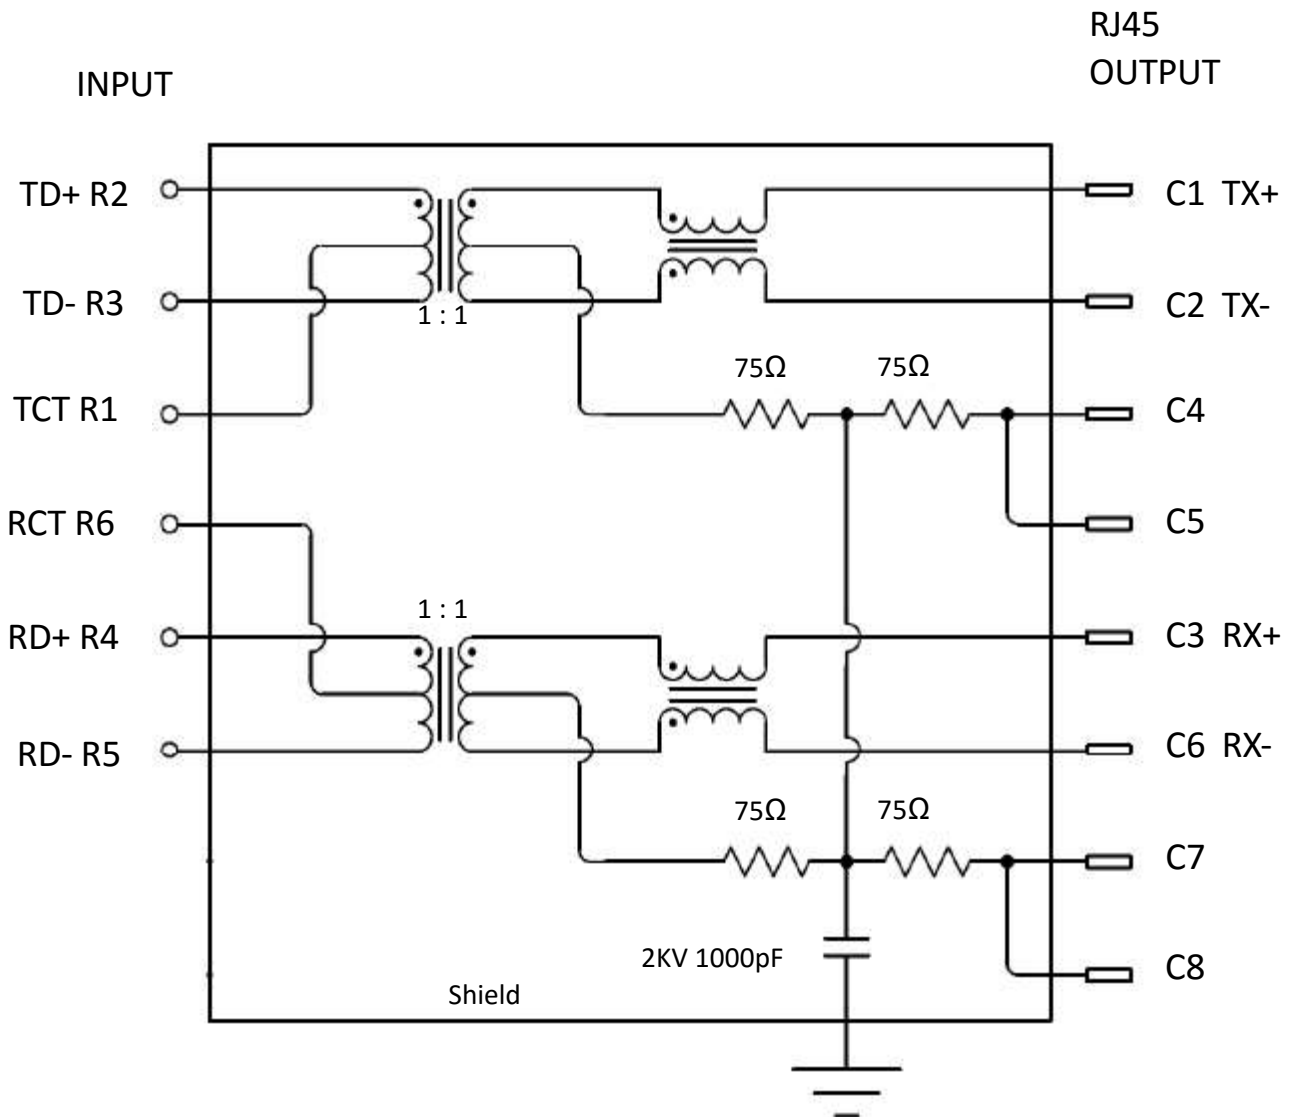 RJ45
OUTPUT
INPUT
TD+ R2
C1 TX+
TD- R3
1 : 1
C2 TX-
75Ω
75Ω
TCT R1
C4
RCT R6
C5
1 : 1
RD+ R4
C3 RX+
RD- R5
C6 RX-
75Ω
75Ω
C7
2KV 1000pF
C8
Shield